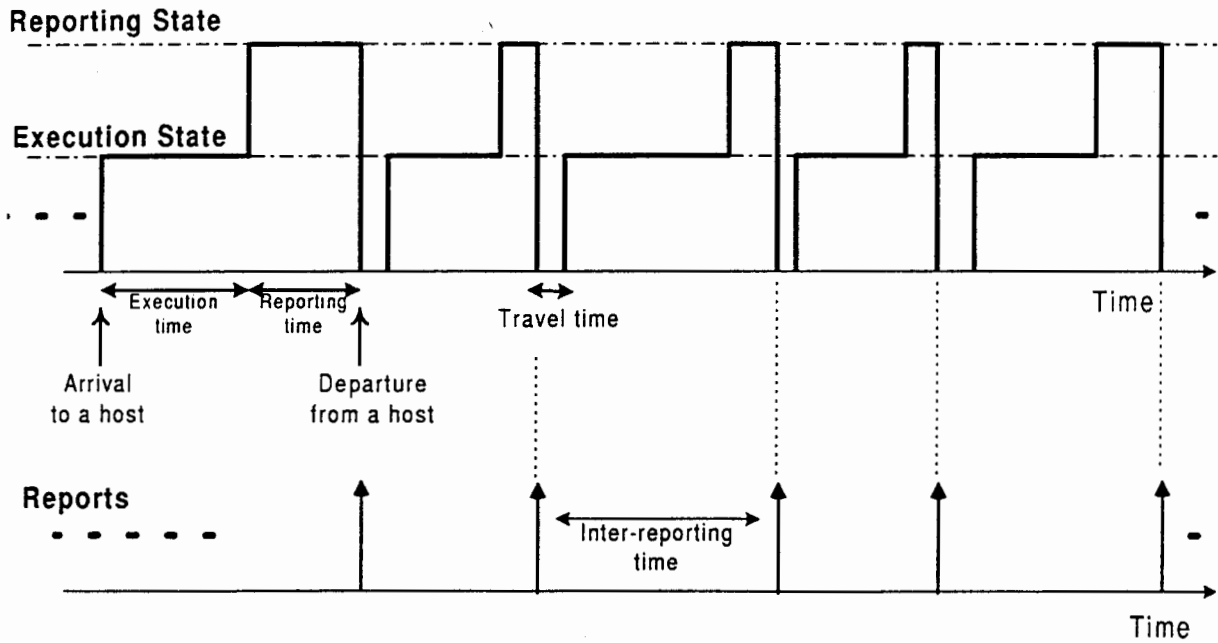 Reporting State
Execution State
Execution
time
Reporting
time
Travel time
Time
Arrival
to a host
Departure
from a host
Reports
Inter-reporting
time
Time